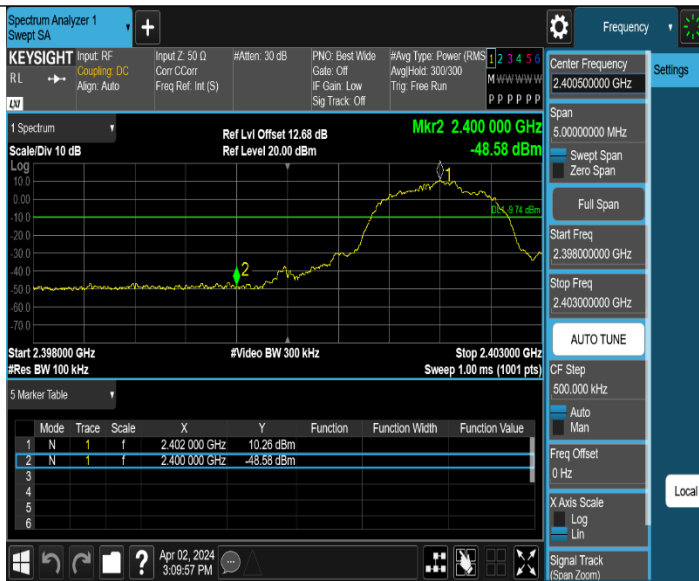 Spectrum Analyzer 1
Swept SA
+
Frequency
KEYSIGHT
RL
LXI
Input: RF
Coupling: DC
Align: Auto
Input Z: 50 Ω
Corr CCorr
Freq Ref: Int (S)
#Atten: 30 dB
PNO: Best Wide
Gate: Off
IF Gain: Low
Sig Track: Off
#Avg Type: Power (RMS
Avg|Hold: 300/300
Trig: Free Run
1 2 3 4 5 6
M W W W W W
P P P P P P
1 Spectrum
Scale/Div 10 dB
Log
Ref Lvl Offset 12.68 dB
Ref Level 20.00 dBm
Mkr2 2.400 000 GHz
-48.58 dBm
10.0
0.00
-10.0
-20.0
-30.0
-40.0
-50.0
-60.0
-70.0
1
2
DL1 -9.74 dBm
Start 2.398000 GHz
#Video BW 300 kHz
Stop 2.403000 GHz
#Res BW 100 kHz
Sweep 1.00 ms (1001 pts)
5 Marker Table
Mode Trace Scale X Y Function Function Width Function Value
1 N 1 f 2.402 000 GHz 10.26 dBm
2 N 1 f 2.400 000 GHz -48.58 dBm
3
4
5
6
?
Apr 02, 2024
3:09:57 PM
Center Frequency
2.400500000 GHz
Span
5.00000000 MHz
Swept Span
Zero Span
Full Span
Start Freq
2.398000000 GHz
Stop Freq
2.403000000 GHz
AUTO TUNE
CF Step
500.000 kHz
Auto
Man
Freq Offset
0 Hz
X Axis Scale
Log
Lin
Signal Track
(Span Zoom)
Settings
Local